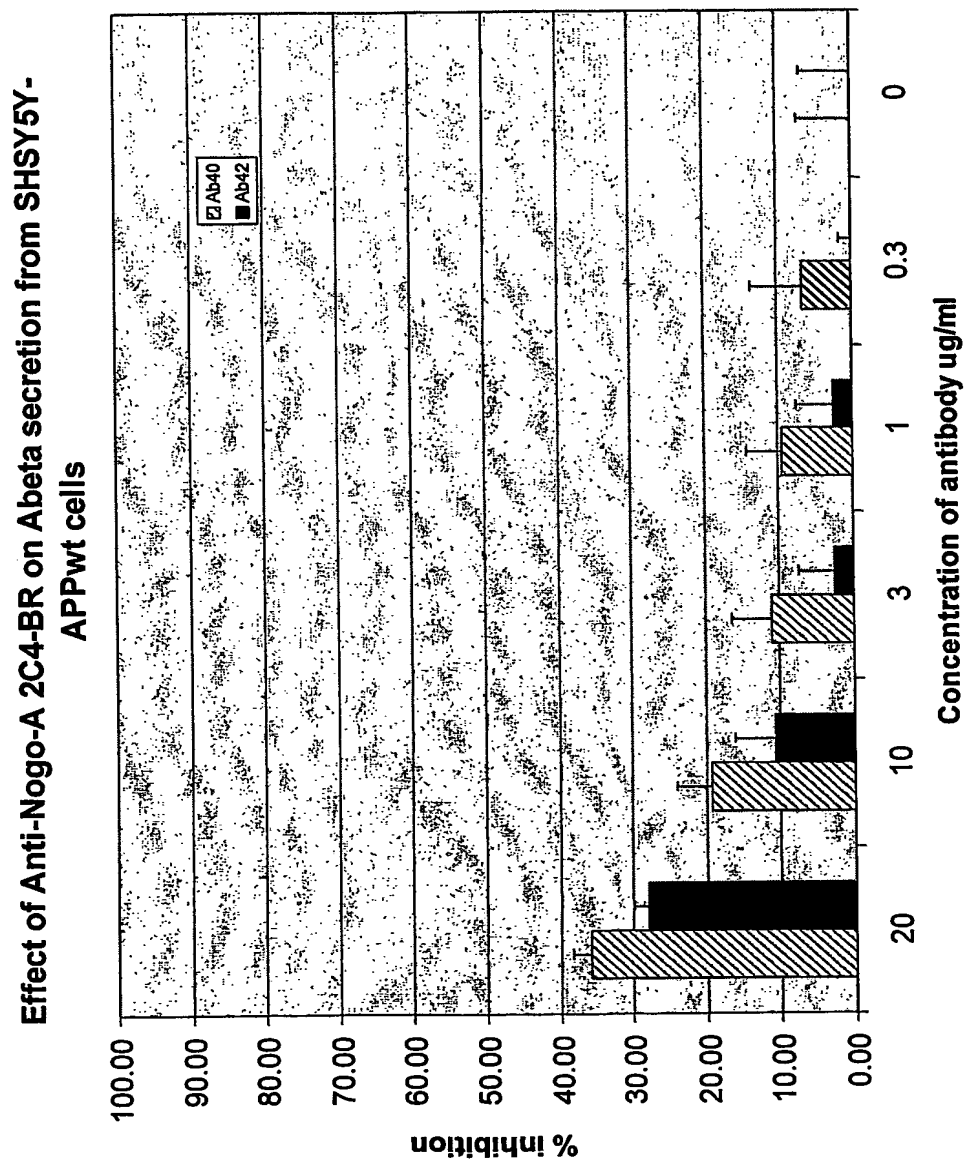 Effect of Anti-Nogo-A 2C4-BR on Abeta secretion from SHSY5Y-
APPwt cells
Ab40
Ab42
% inhibition
100.00
90.00
80.00
70.00
60.00
50.00
40.00
30.00
20.00
10.00
0.00
20
10
3
1
0.3
0
Concentration of antibody ug/ml